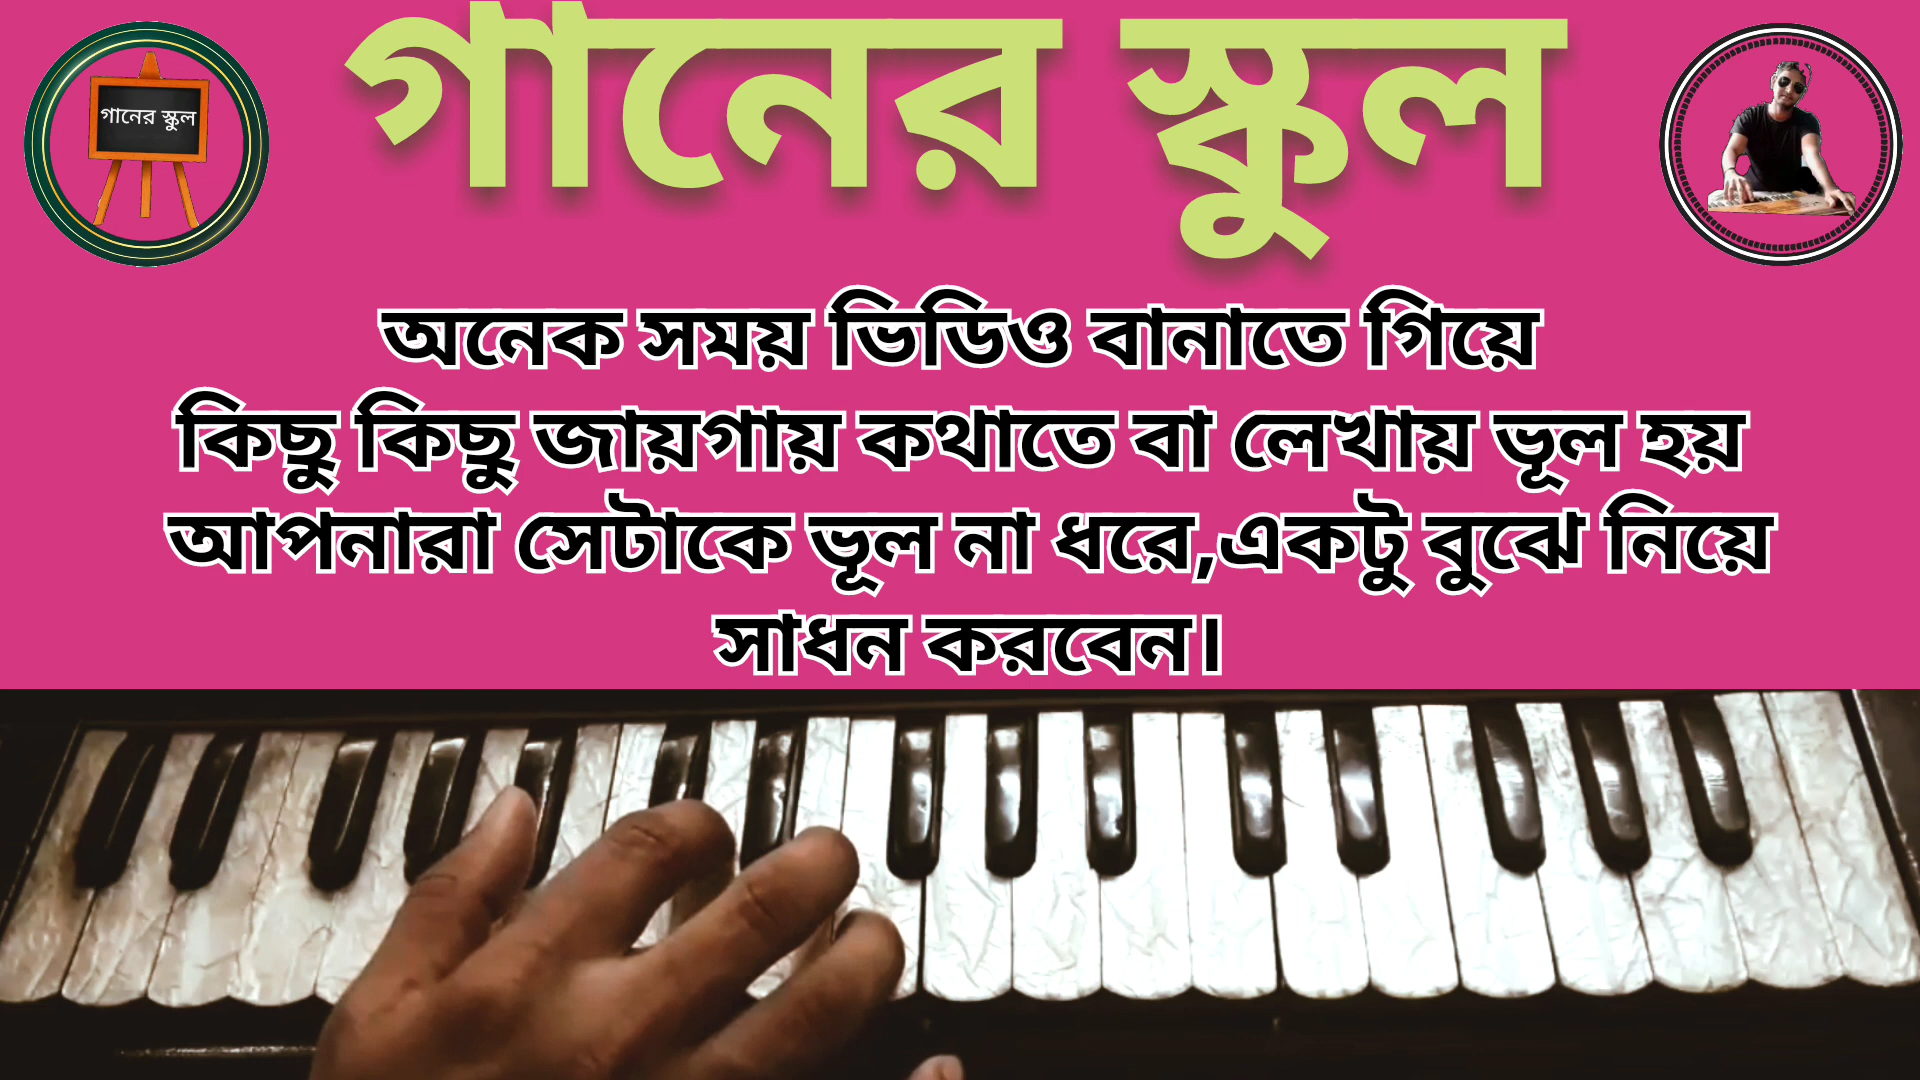 গানের স্কুল
গানের স্কুল
অনেক সময় ভিডিও বানাতে গিয়ে
কিছু কিছু জায়গায় কথাতে বা লেখায় ভূল হয়
আপনারা সেটাকে ভূল না ধরে,একটু বুঝে নিয়ে
সাধন করবেন।